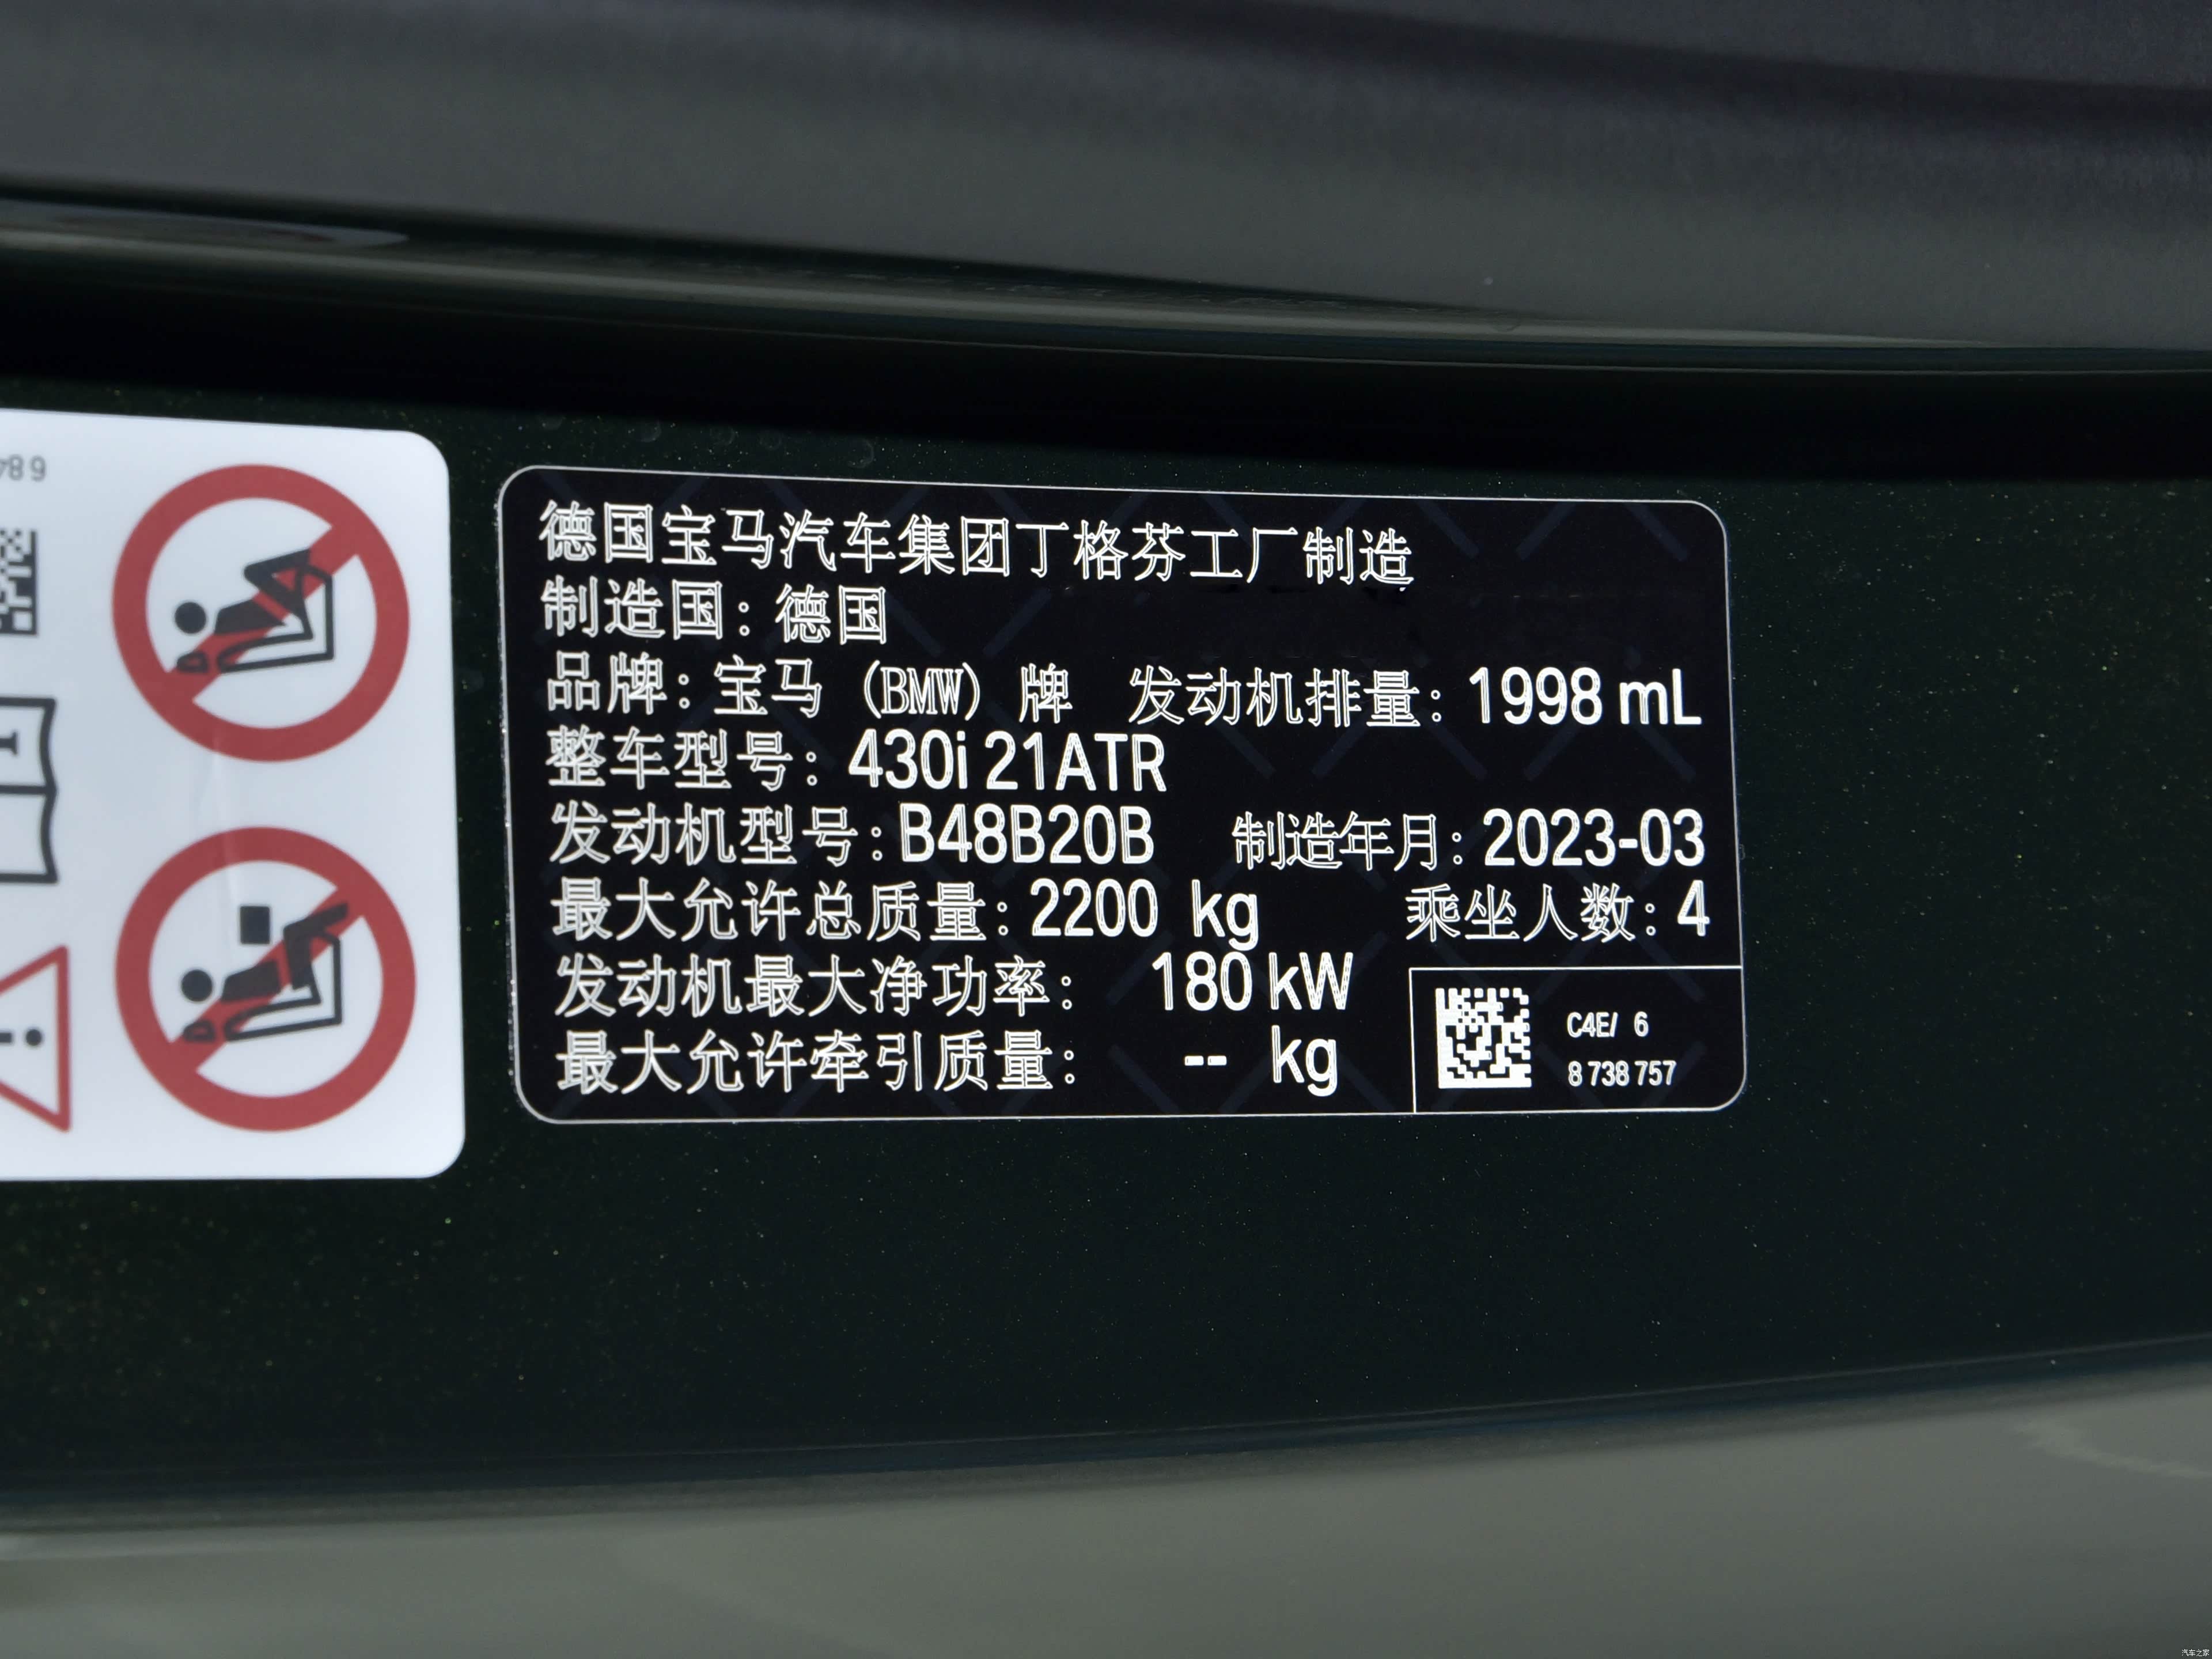 德国宝马汽车集团丁格芬工厂制造
制造国：德国
品牌：宝马 (BMW) 牌 发动机排量：1998 mL
整车型号：430i 21ATR
发动机型号：B48B20B 制造年月：2023-03
最大允许总质量：2200 kg 乘坐人数：4
发动机最大净功率： 180 kW
最大允许牵引质量： -- kg
C4E/ 6
8 738 757
汽车之家